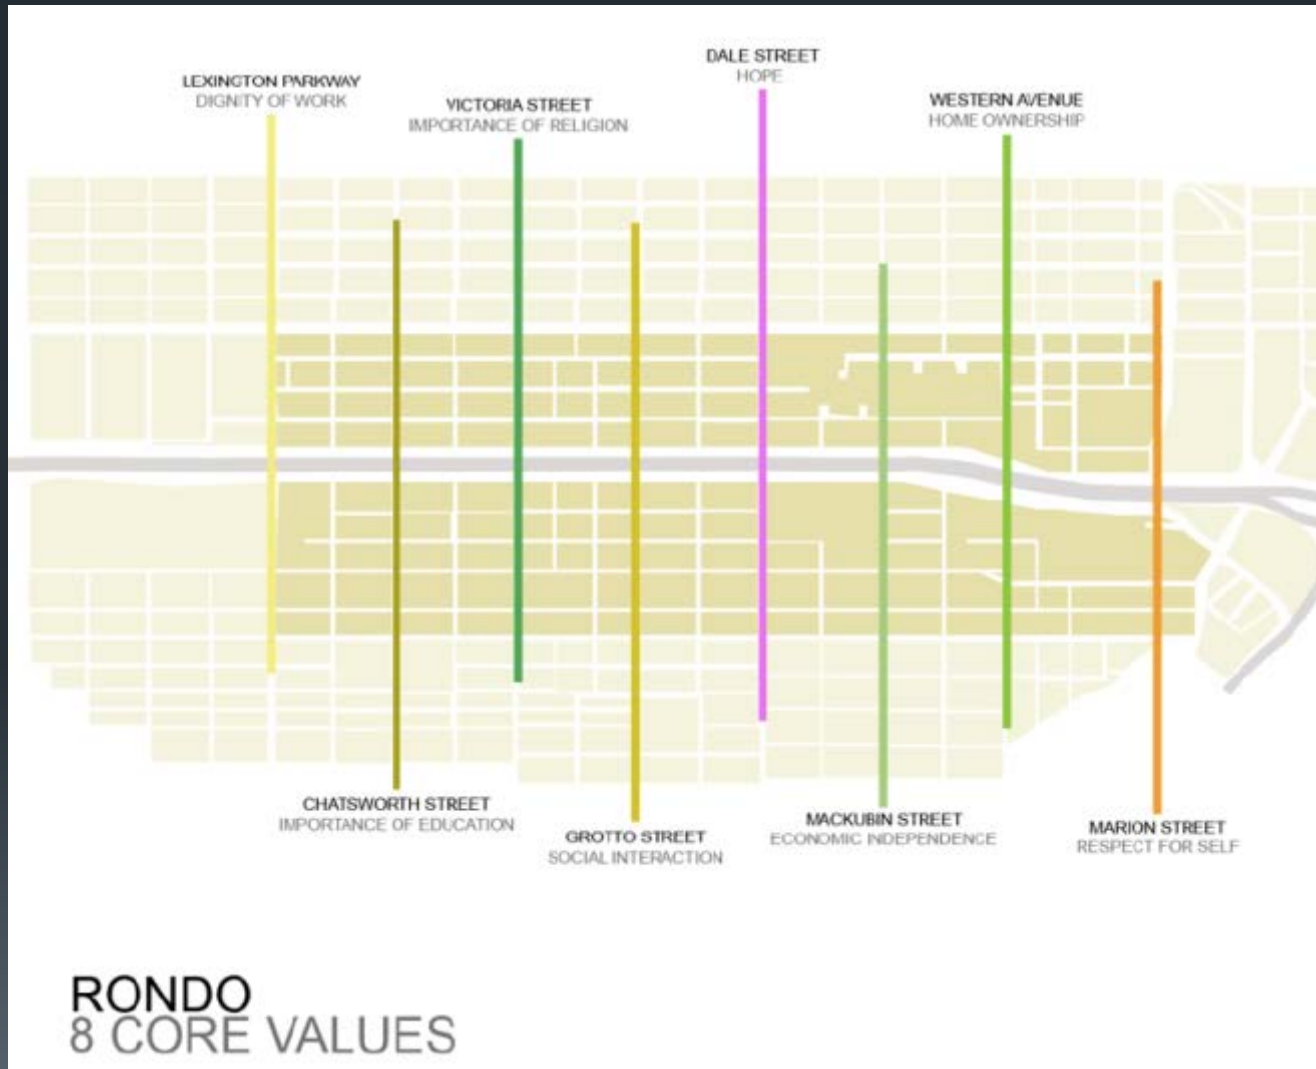 DALE STREET
HOPE
LEXINGTON PARKWAY
DIGNITY OF WORK
VICTORIA STREET
IMPORTANCE OF RELIGION
WESTERN AVENUE
HOME OWNERSHIP
CHATSWORTH STREET
IMPORTANCE OF EDUCATION
GROTTO STREET
SOCIAL INTERACTION
MACKUBIN STREET
ECONOMIC INDEPENDENCE
MARION STREET
RESPECT FOR SELF
RONDO
8 CORE VALUES